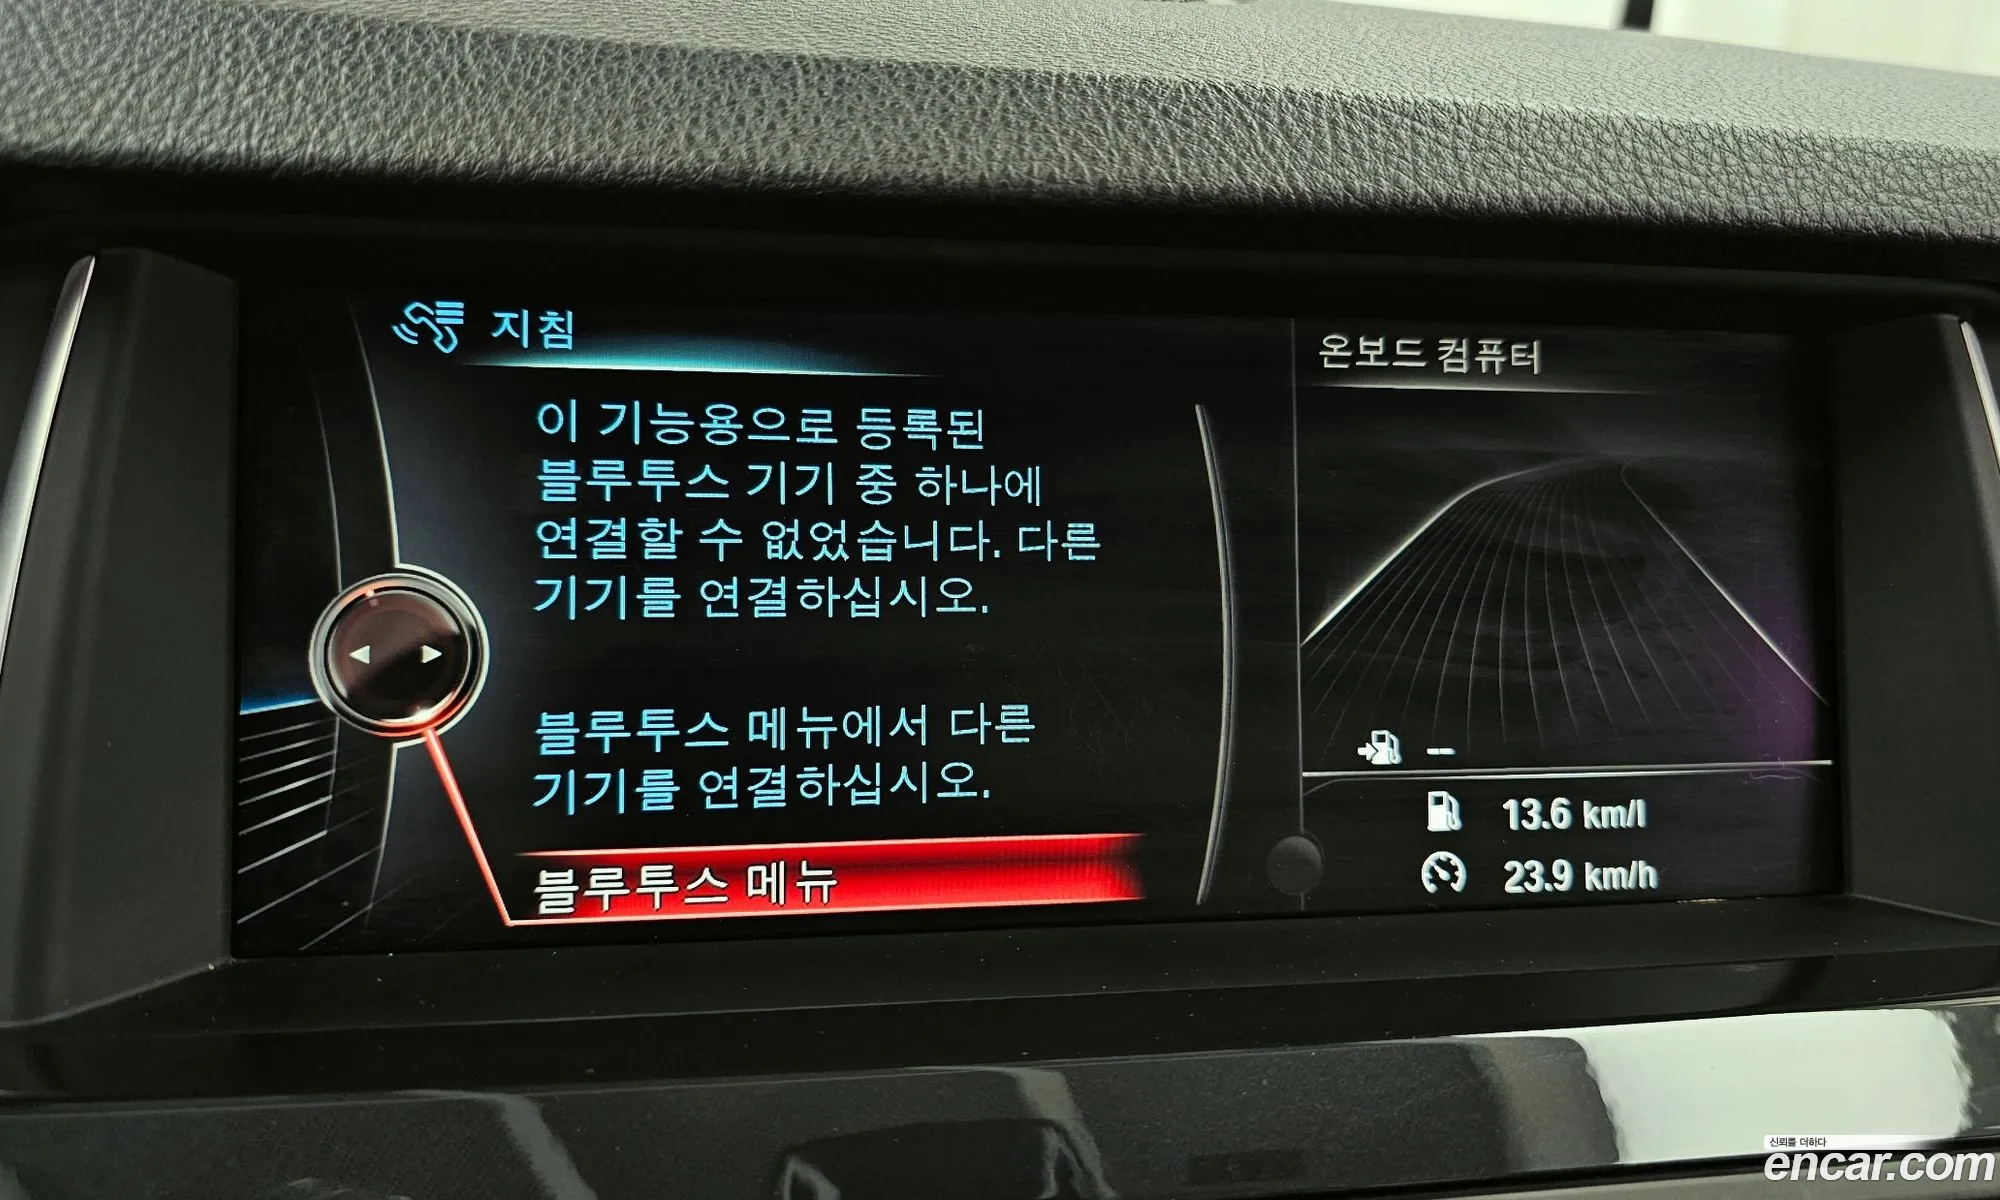 지침
이 기능용으로 등록된
블루투스 기기 중 하나에
연결할 수 없었습니다. 다른
기기를 연결하십시오.
블루투스 메뉴에서 다른
기기를 연결하십시오.
블루투스 메뉴
온보드 컴퓨터
--
13.6 km/l
23.9 km/h
신뢰를 더하다
encar.com